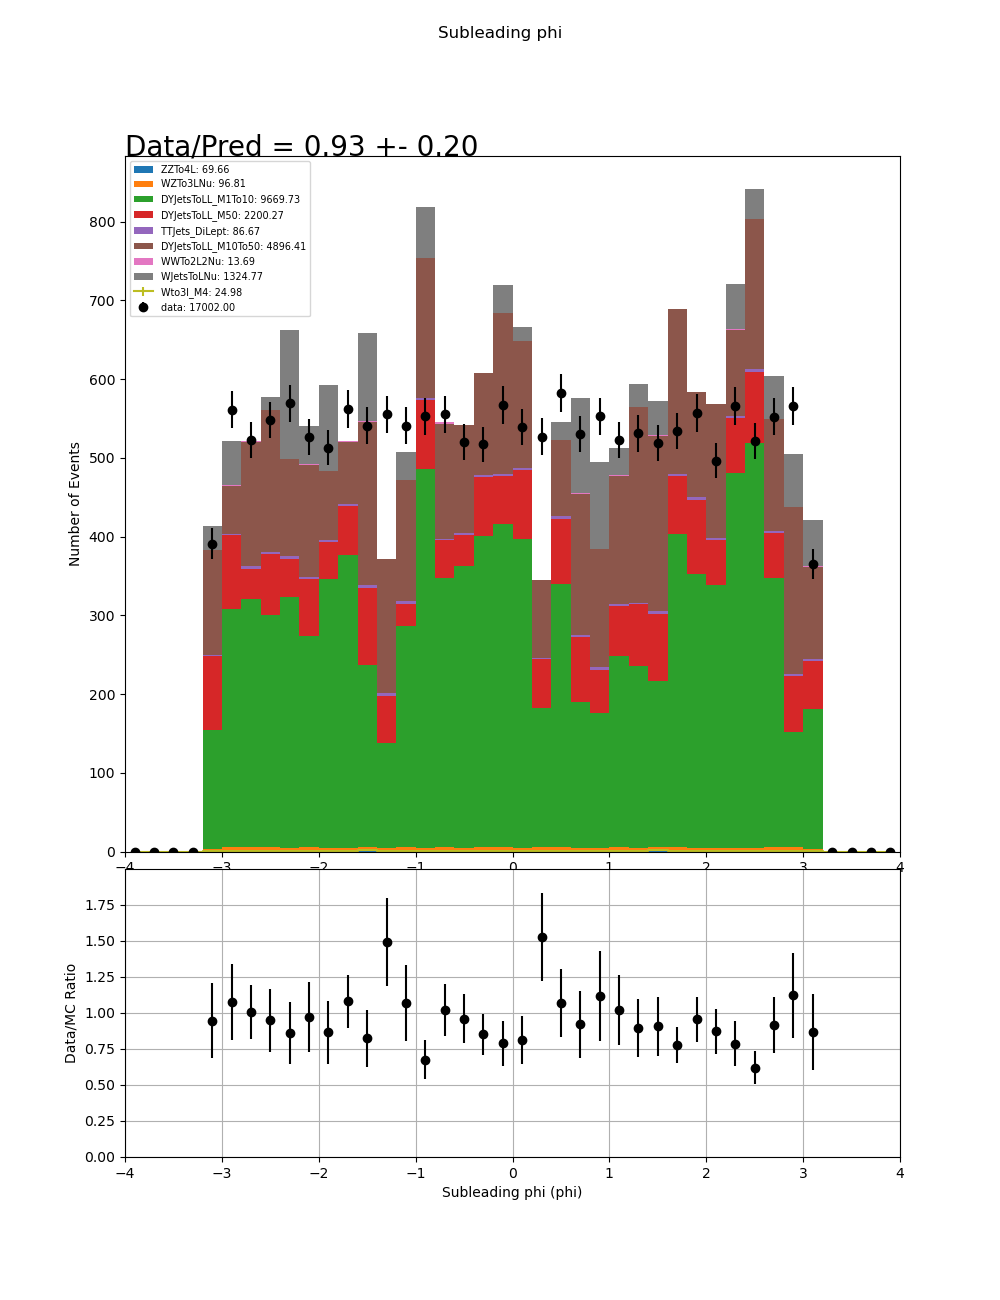 Subleading phi
Data/Pred = 0.93 +- 0.20
ZZTo4L: 69.66
WZTo3LNu: 96.81
DYJetsToLL_M1To10: 9669.73
DYJetsToLL_M50: 2200.27
TTJets_DiLept: 86.67
DYJetsToLL_M10To50: 4896.41
WWTo2L2Nu: 13.69
WJetsToLNu: 1324.77
Wto3l_M4: 24.98
data: 17002.00
Number of Events
800
700
600
500
400
300
200
100
0
−4 −3 −2 −1 0 1 2 3 4
Data/MC Ratio
1.75
1.50
1.25
1.00
0.75
0.50
0.25
0.00
−4 −3 −2 −1 0 1 2 3 4
Subleading phi (phi)